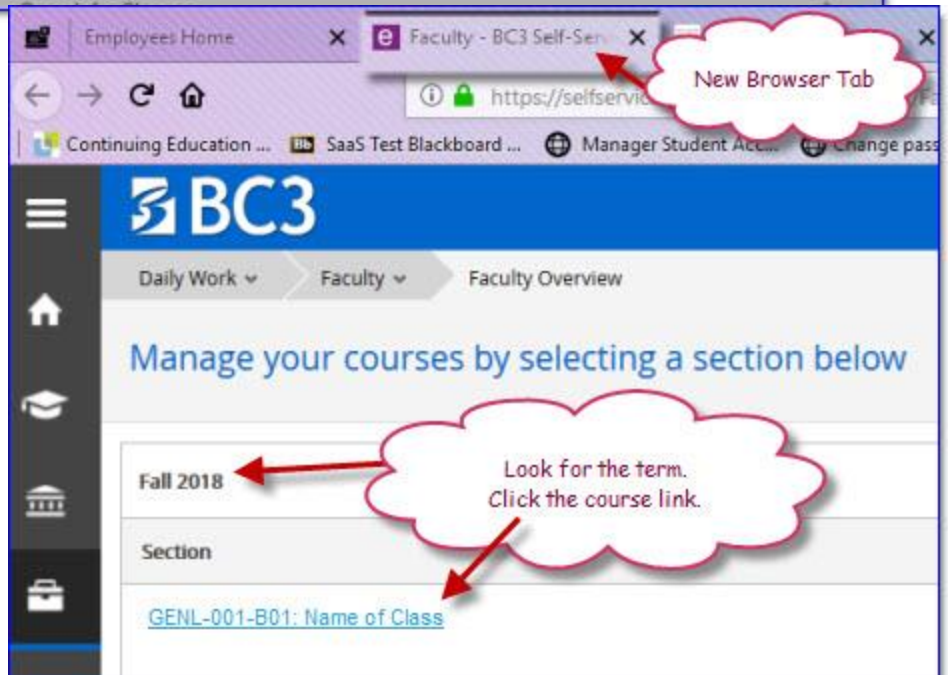 Employees Home
Faculty - BC3 Self-Ser
New Browser Tab
https://selfservic
Continuing Education ...
Bb SaaS Test Blackboard ...
Manager Student Acc...
Change pass
BC3
Daily Work
Faculty
Faculty Overview
Manage your courses by selecting a section below
Fall 2018
Look for the term.
Click the course link.
Section
GENL-001-B01: Name of Class